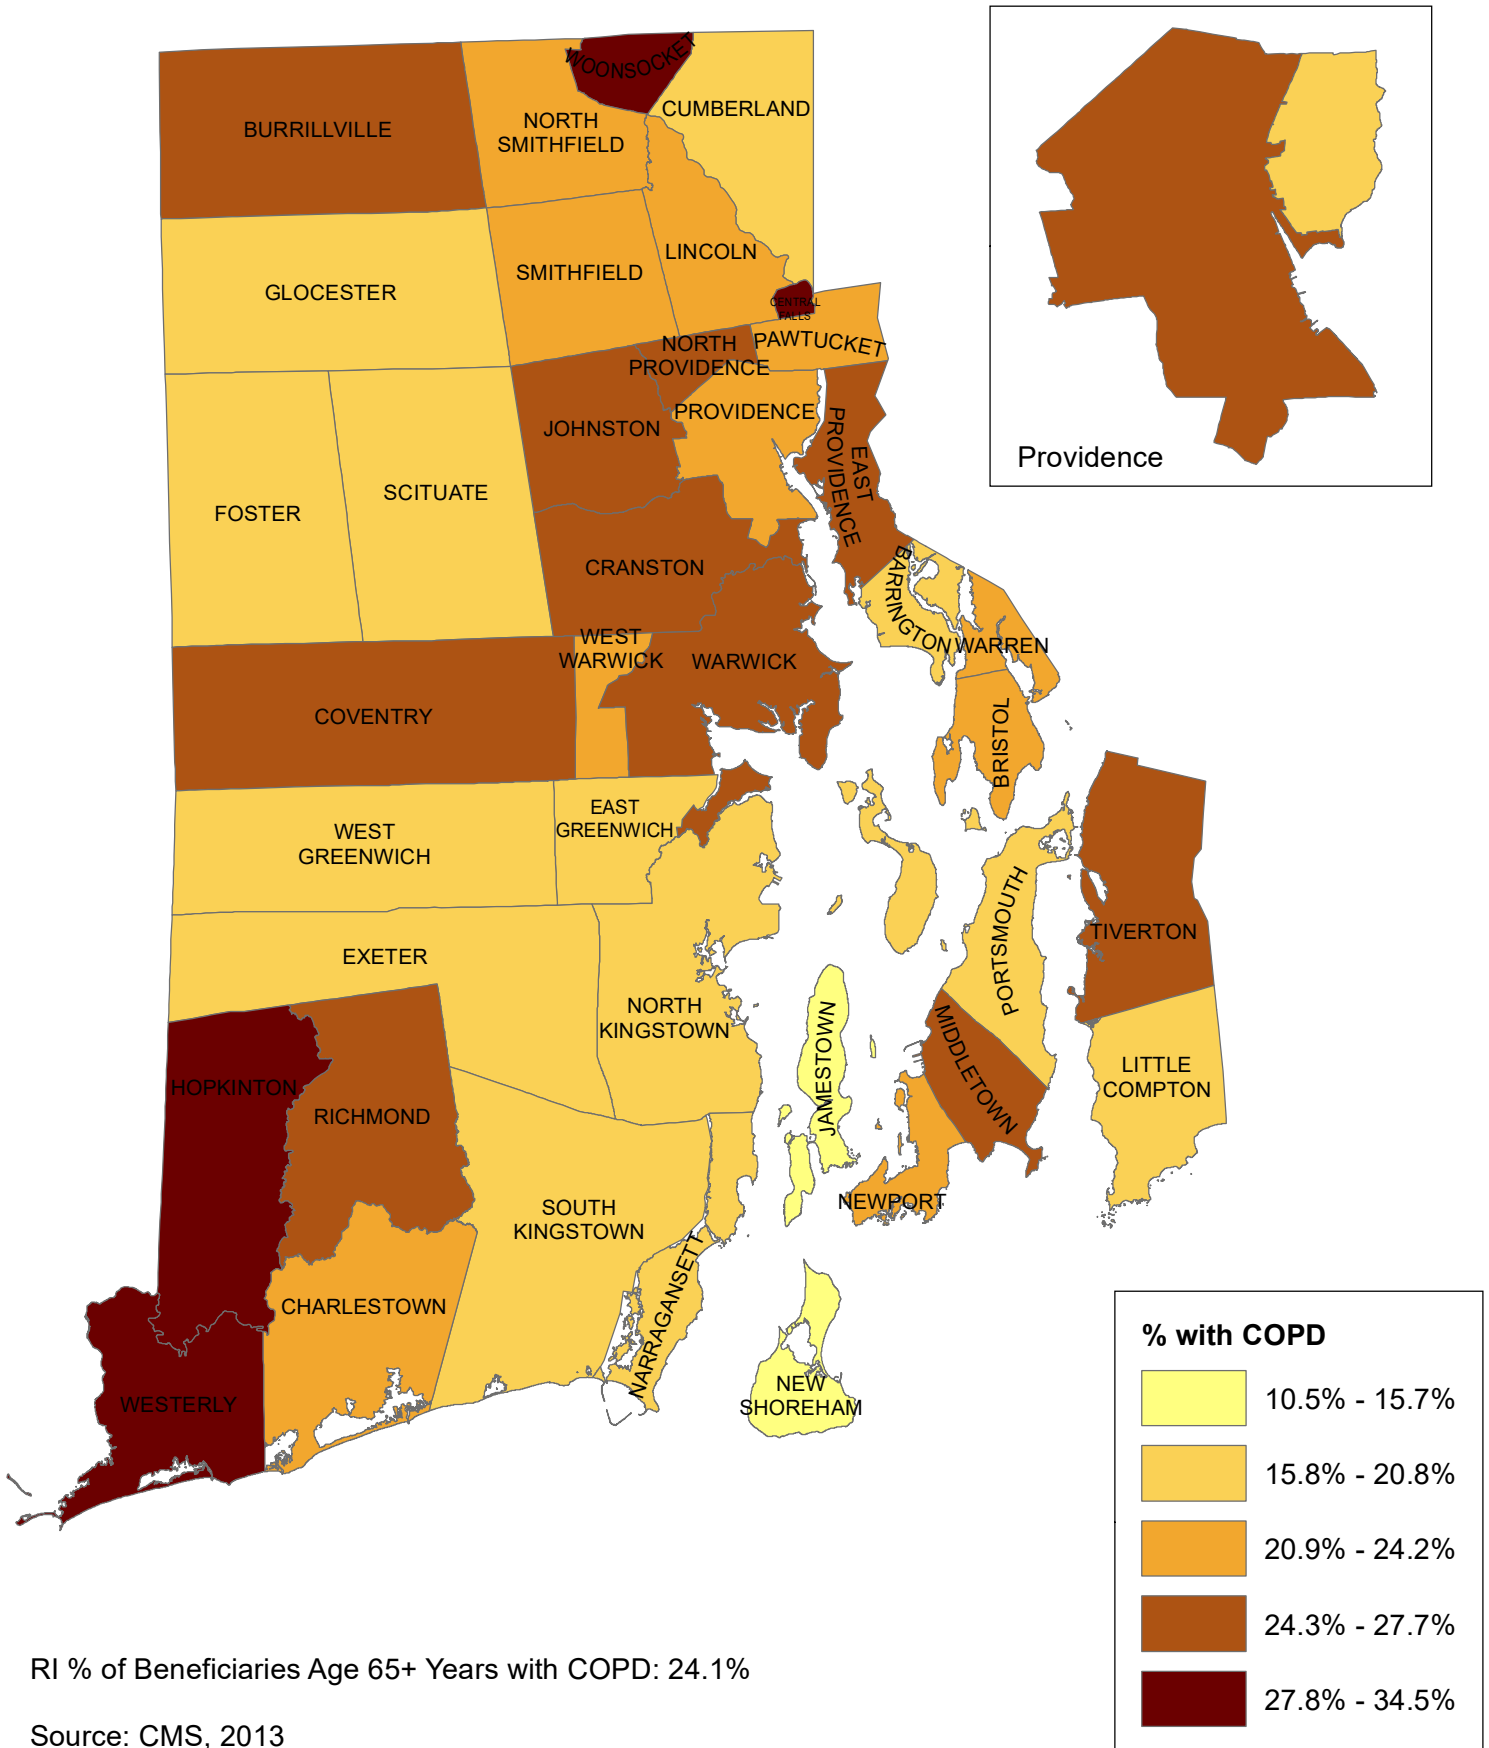 WOONSOCKET
CUMBERLAND
BURRILLVILLE
NORTH
SMITHFIELD
LINCOLN
SMITHFIELD
GLOCESTER
CENTRAL
FALLS
NORTH
PROVIDENCE
PAWTUCKET
PROVIDENCE
JOHNSTON
EAST
PROVIDENCE
Providence
SCITUATE
FOSTER
CRANSTON
BARRINGTON
WARREN
WEST
WARWICK
WARWICK
COVENTRY
BRISTOL
EAST
GREENWICH
WEST
GREENWICH
PORTSMOUTH
TIVERTON
EXETER
NORTH
KINGSTOWN
JAMESTOWN
MIDDLETOWN
LITTLE
COMPTON
HOPKINTON
RICHMOND
NEWPORT
SOUTH
KINGSTOWN
NARRAGANSETT
CHARLESTOWN
WESTERLY
NEW
SHOREHAM
% with COPD
10.5% - 15.7%
15.8% - 20.8%
20.9% - 24.2%
24.3% - 27.7%
27.8% - 34.5%
RI % of Beneficiaries Age 65+ Years with COPD: 24.1%
Source: CMS, 2013